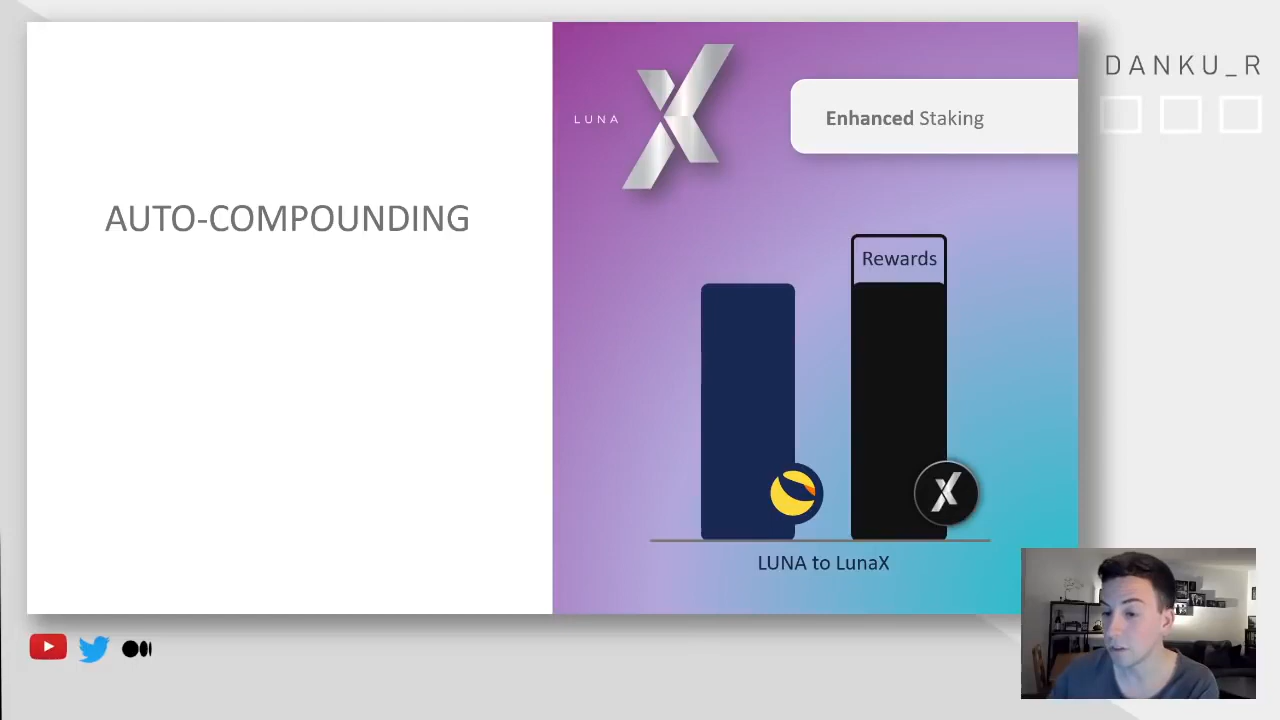 AUTO-COMPOUNDING
LUNA
Enhanced Staking
Rewards
LUNA to LunaX
DANKU_R